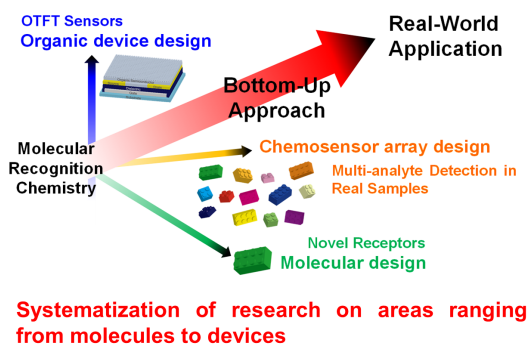 OTFT Sensors
Organic device design
Real-World
Application
Bottom-Up
Approach
Molecular
Recognition
Chemistry
Chemosensor array design
Multi-analyte Detection in
Real Samples
Novel Receptors
Molecular design
Systematization of research on areas ranging
from molecules to devices